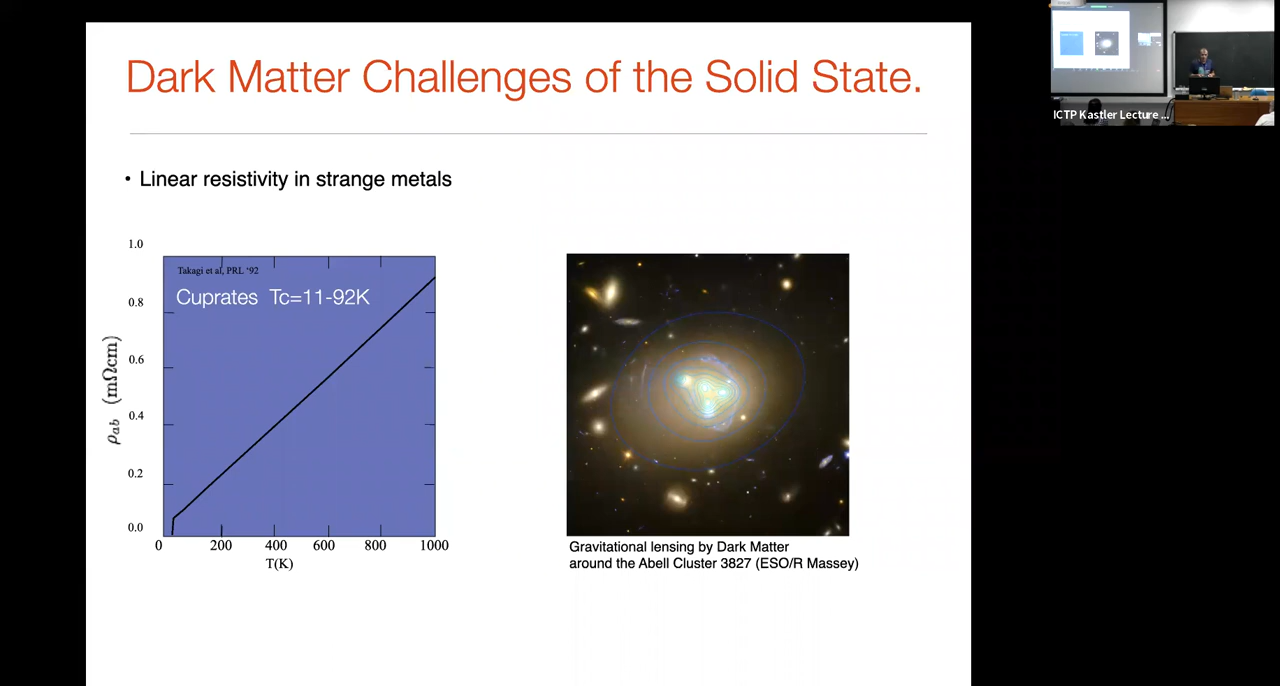 Dark Matter Challenges of the Solid State.
• Linear resistivity in strange metals
1.0
0.8
0.6
0.4
0.2
0.0
ρab (mΩcm)
Takagi et al, PRL '92
Cuprates Tc=11-92K
0 200 400 600 800 1000
T(K)
Gravitational lensing by Dark Matter
around the Abell Cluster 3827 (ESO/R Massey)
ICTP Kastler Lecture ...